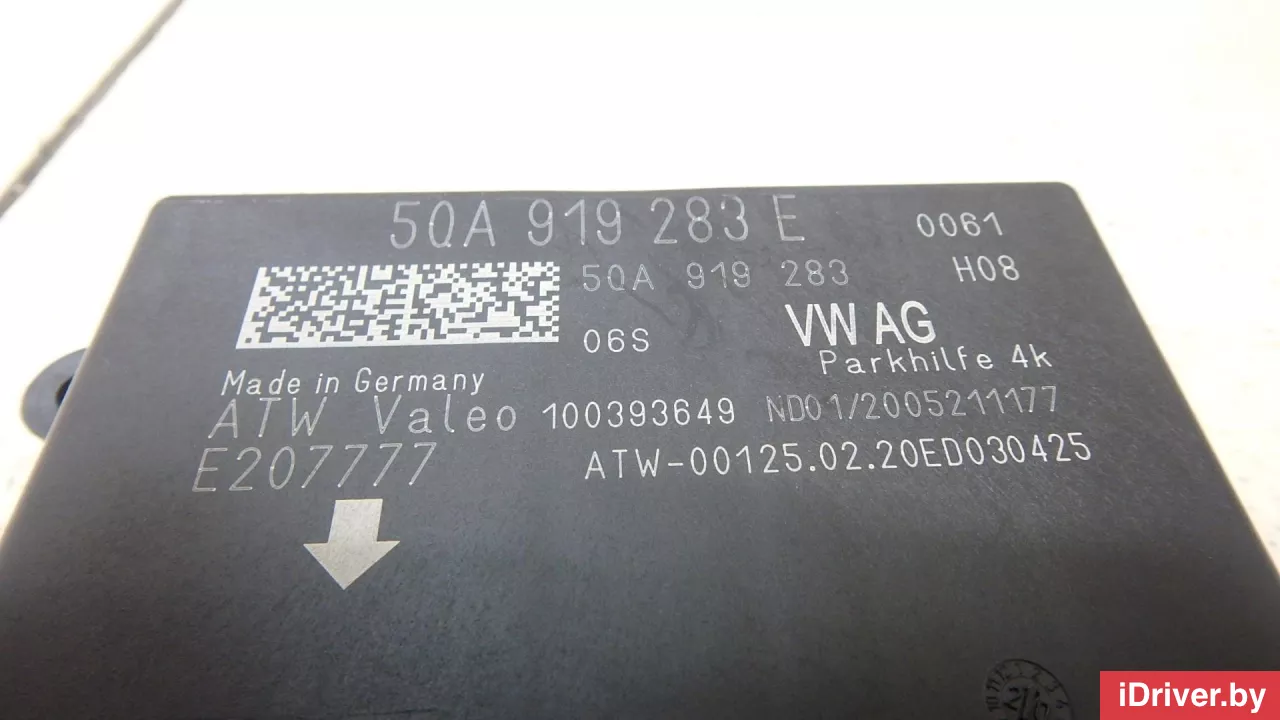 5QA 919 283 E 0061
5QA 919 283 H08
06S VW AG
Parkhilfe 4k
Made in Germany
ATW Valeo 100393649 ND01/2005211177
E207777 ATW-00125.02.20ED030425
iDriver.by